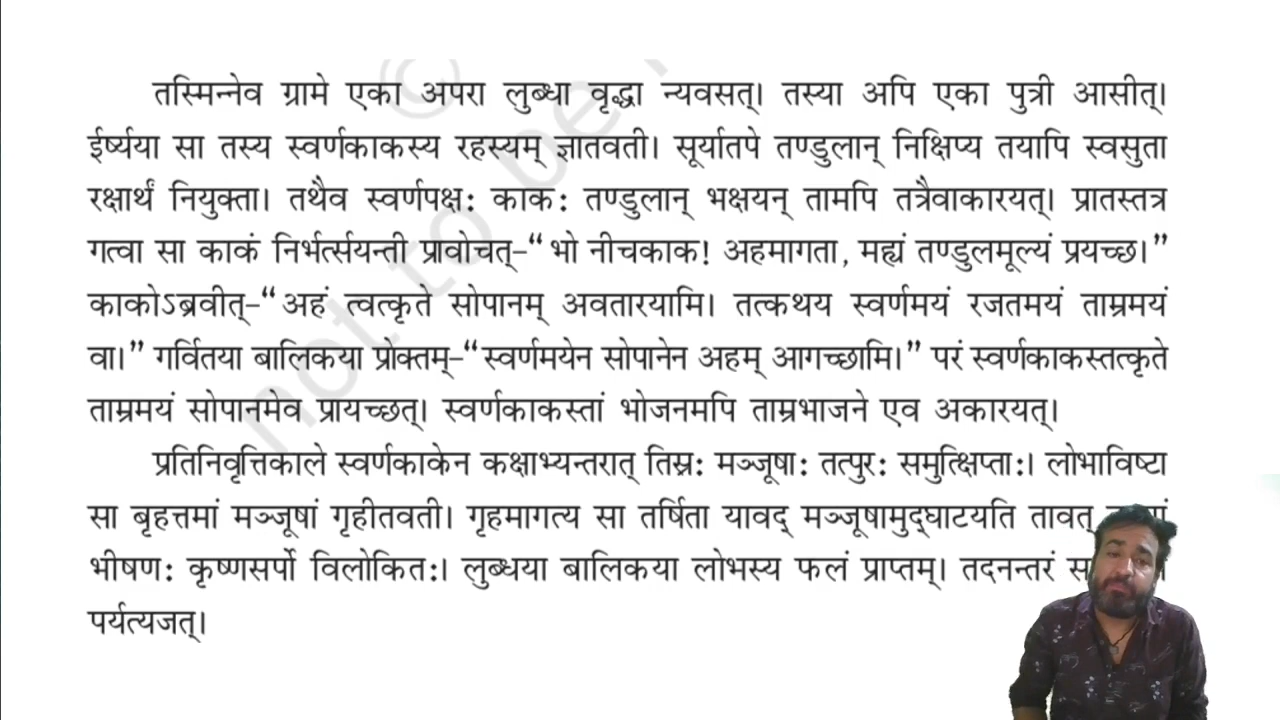 तस्मिन्नेव ग्रामे एका अपरा लुब्धा वृद्धा न्यवसत्। तस्या अपि एका पुत्री आसीत्।
ईर्ष्यया सा तस्य स्वर्णकाकस्य रहस्यम् ज्ञातवती। सूर्यातपे तण्डुलान् निक्षिप्य तयापि स्वसुता
रक्षार्थं नियुक्ता। तथैव स्वर्णपक्षः काकः तण्डुलान् भक्षयन् तामपि तत्रैवाकारयत्। प्रातस्तत्र
गत्वा सा काकं निर्भर्त्सयन्ती प्रावोचत्-“भो नीचकाक! अहमागता, मह्यं तण्डुलमूल्यं प्रयच्छ।”
काकोऽब्रवीत्-“अहं त्वत्कृते सोपानम् अवतारयामि। तत्कथय स्वर्णमयं रजतमयं ताम्रमयं
वा।” गर्वितया बालिकया प्रोक्तम्-“स्वर्णमयेन सोपानेन अहम् आगच्छामि।” परं स्वर्णकाकस्तत्कृते
ताम्रमयं सोपानमेव प्रायच्छत्। स्वर्णकाकस्तां भोजनमपि ताम्रभाजने एव अकारयत्।
प्रतिनिवृत्तिकाले स्वर्णकाकेन कक्षाभ्यन्तरात् तिस्रः मञ्जूषाः तत्पुरः समुत्क्षिप्ताः। लोभाविष्टा
सा बृहत्तमां मञ्जूषां गृहीतवती। गृहमागत्य सा तर्षिता यावद् मञ्जूषामुद्घाटयति तावत्
भीषणः कृष्णसर्पो विलोकितः। लुब्धया बालिकया लोभस्य फलं प्राप्तम्। तदनन्तरं
पर्यत्यजत्।
© not to be